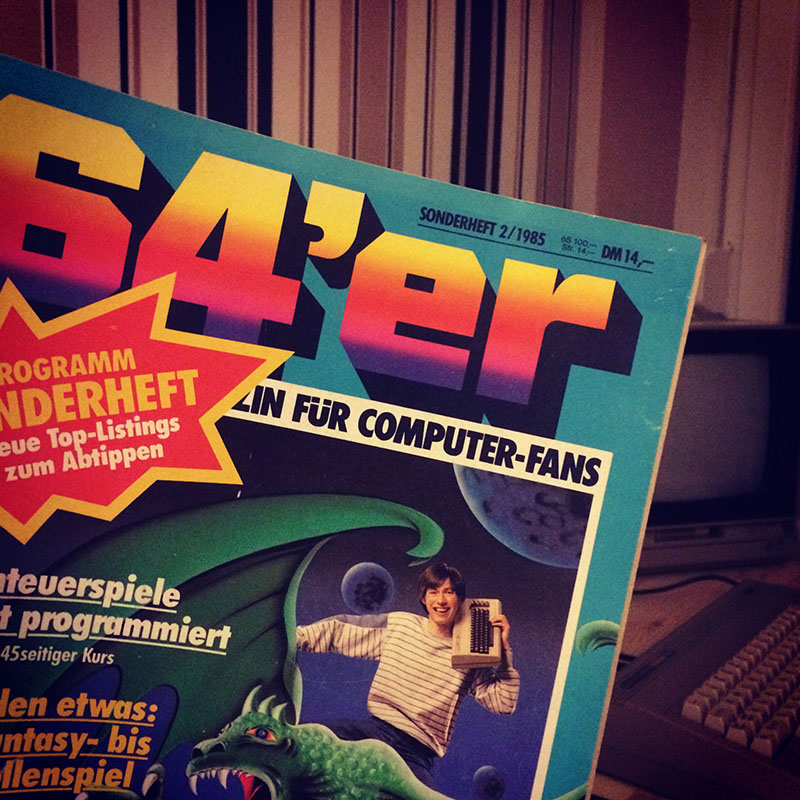 64'er
SONDERHEFT 2/1985
öS 100,–
Sfr. 14,–
DM 14,–
ROGRAMM
NDERHEFT
eue Top-Listings
zum Abtippen
ZIN FÜR COMPUTER-FANS
nteuerspiele
t programmiert
45seitiger Kurs
den etwas:
ntasy- bis
llenspiel